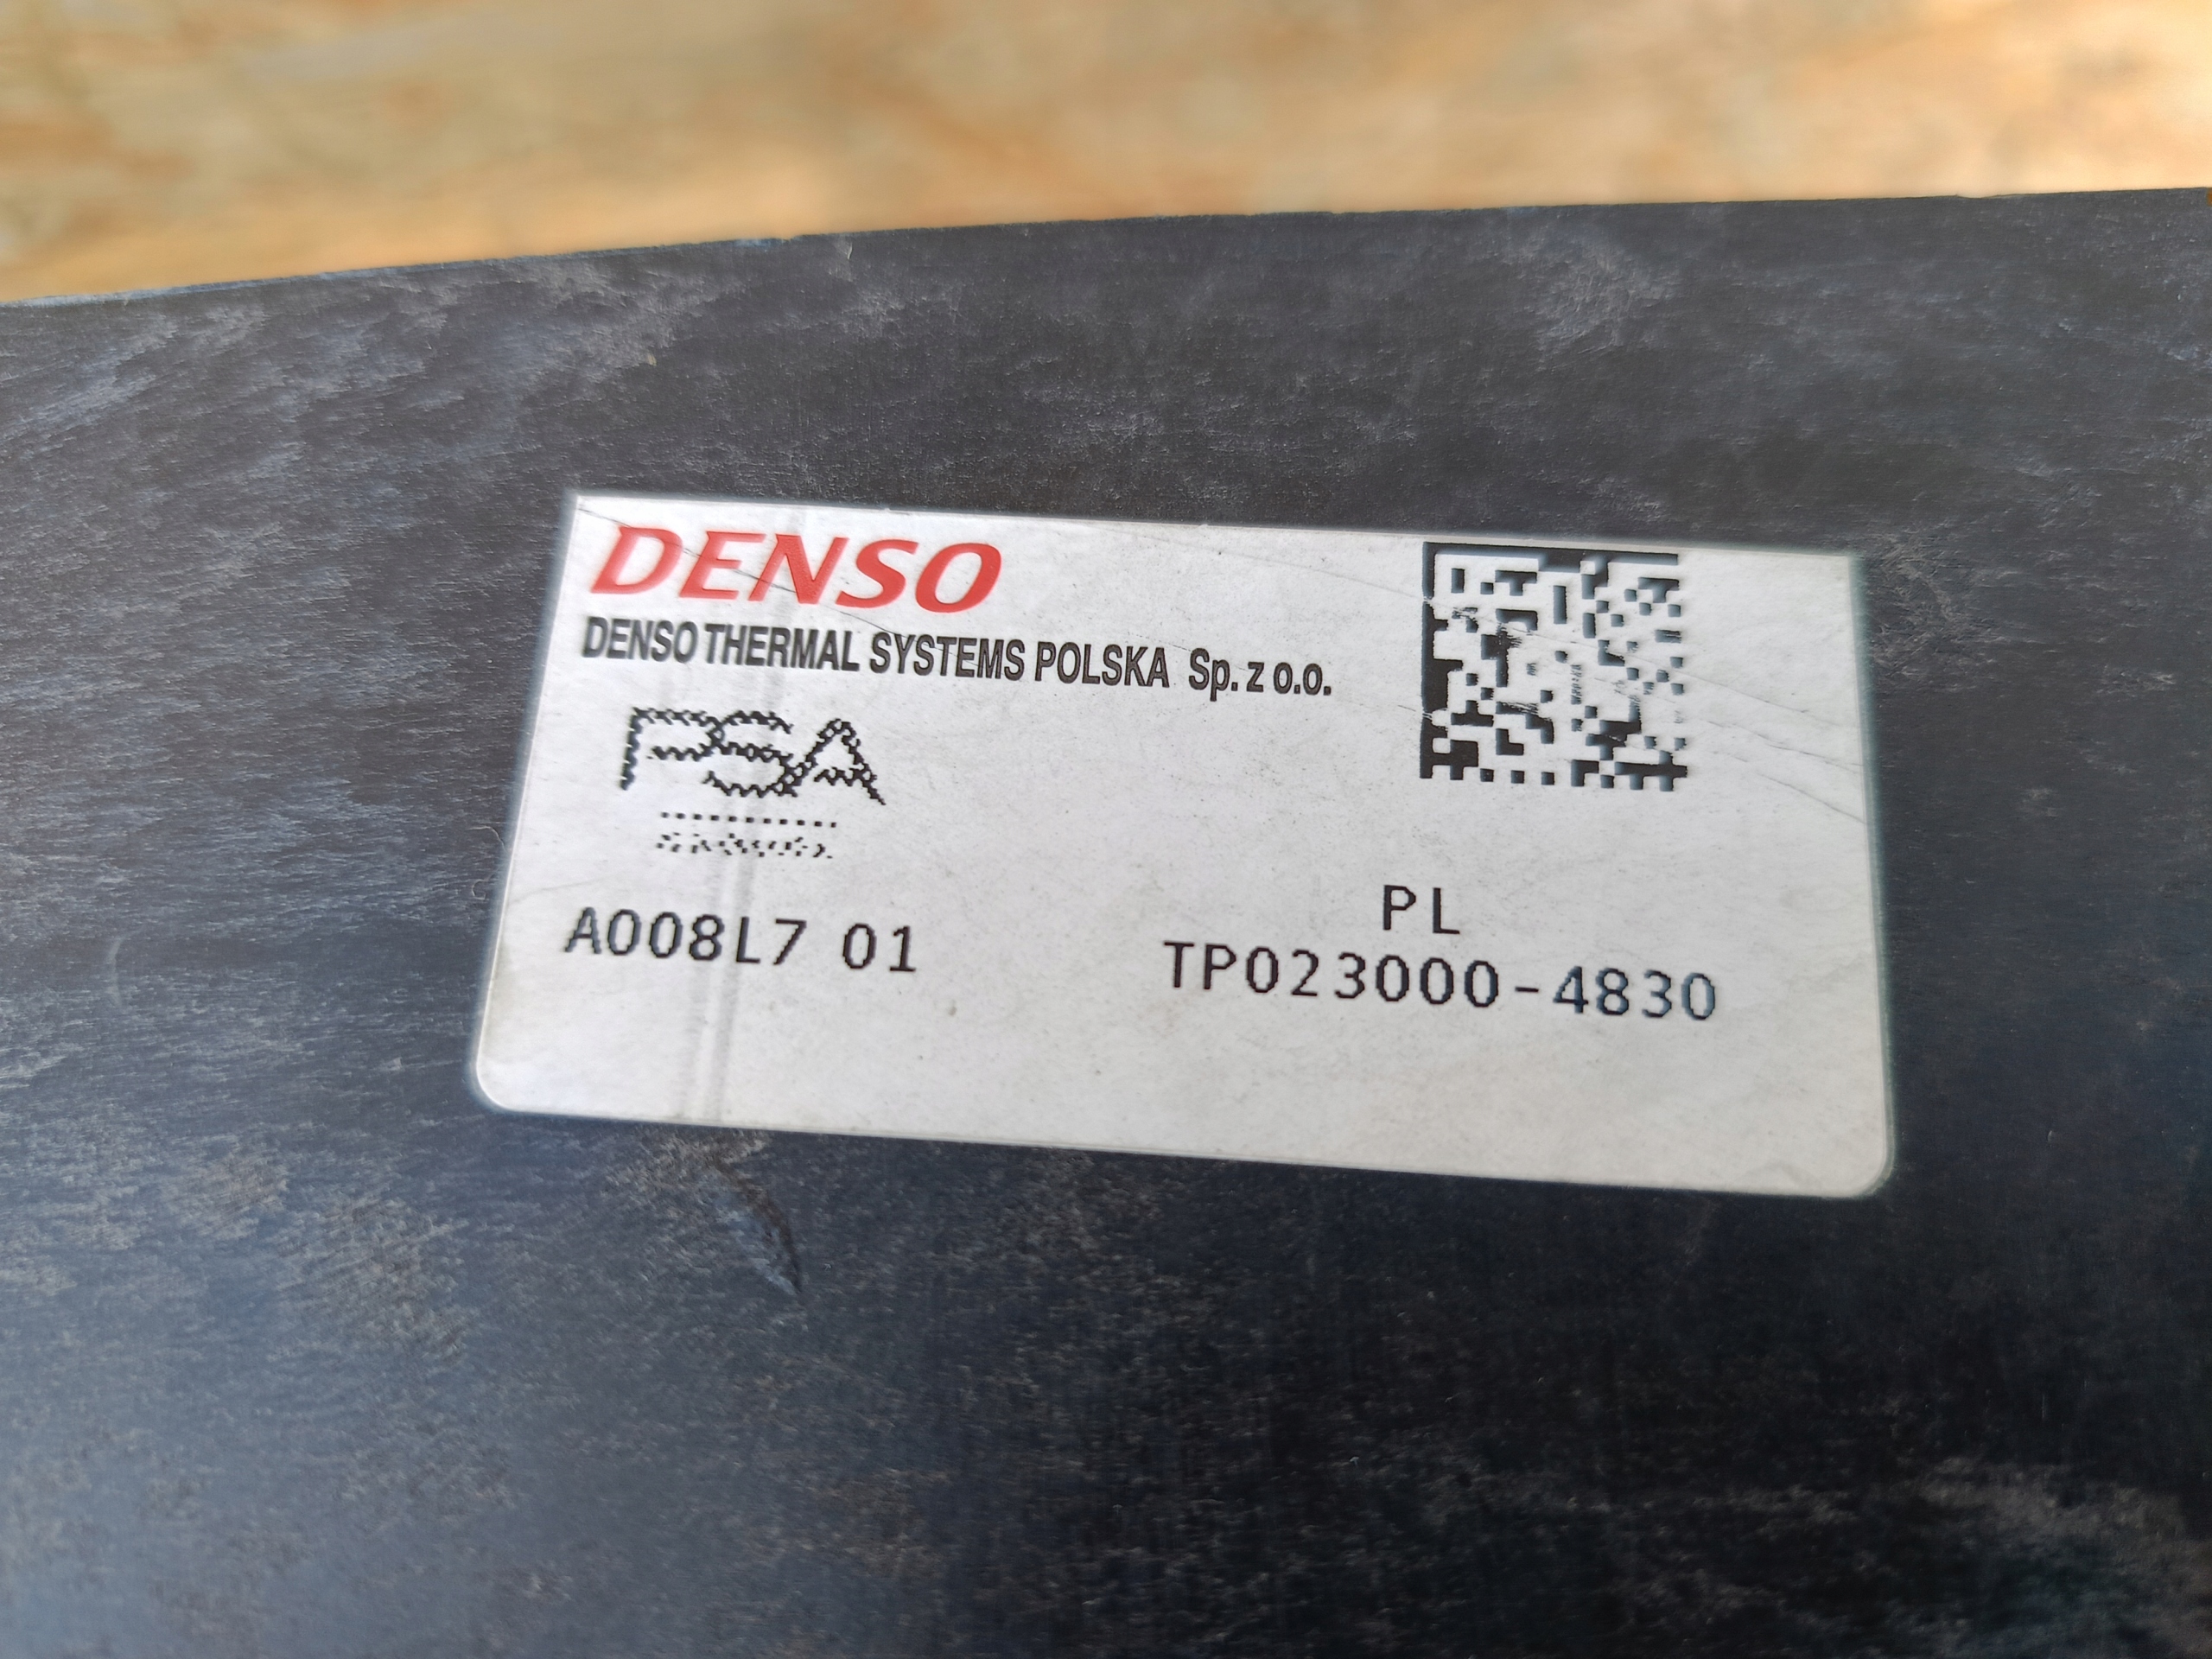 DENSO
DENSO THERMAL SYSTEMS POLSKA Sp. z o.o.
PSA
A008L7 01
PL
TP023000-4830